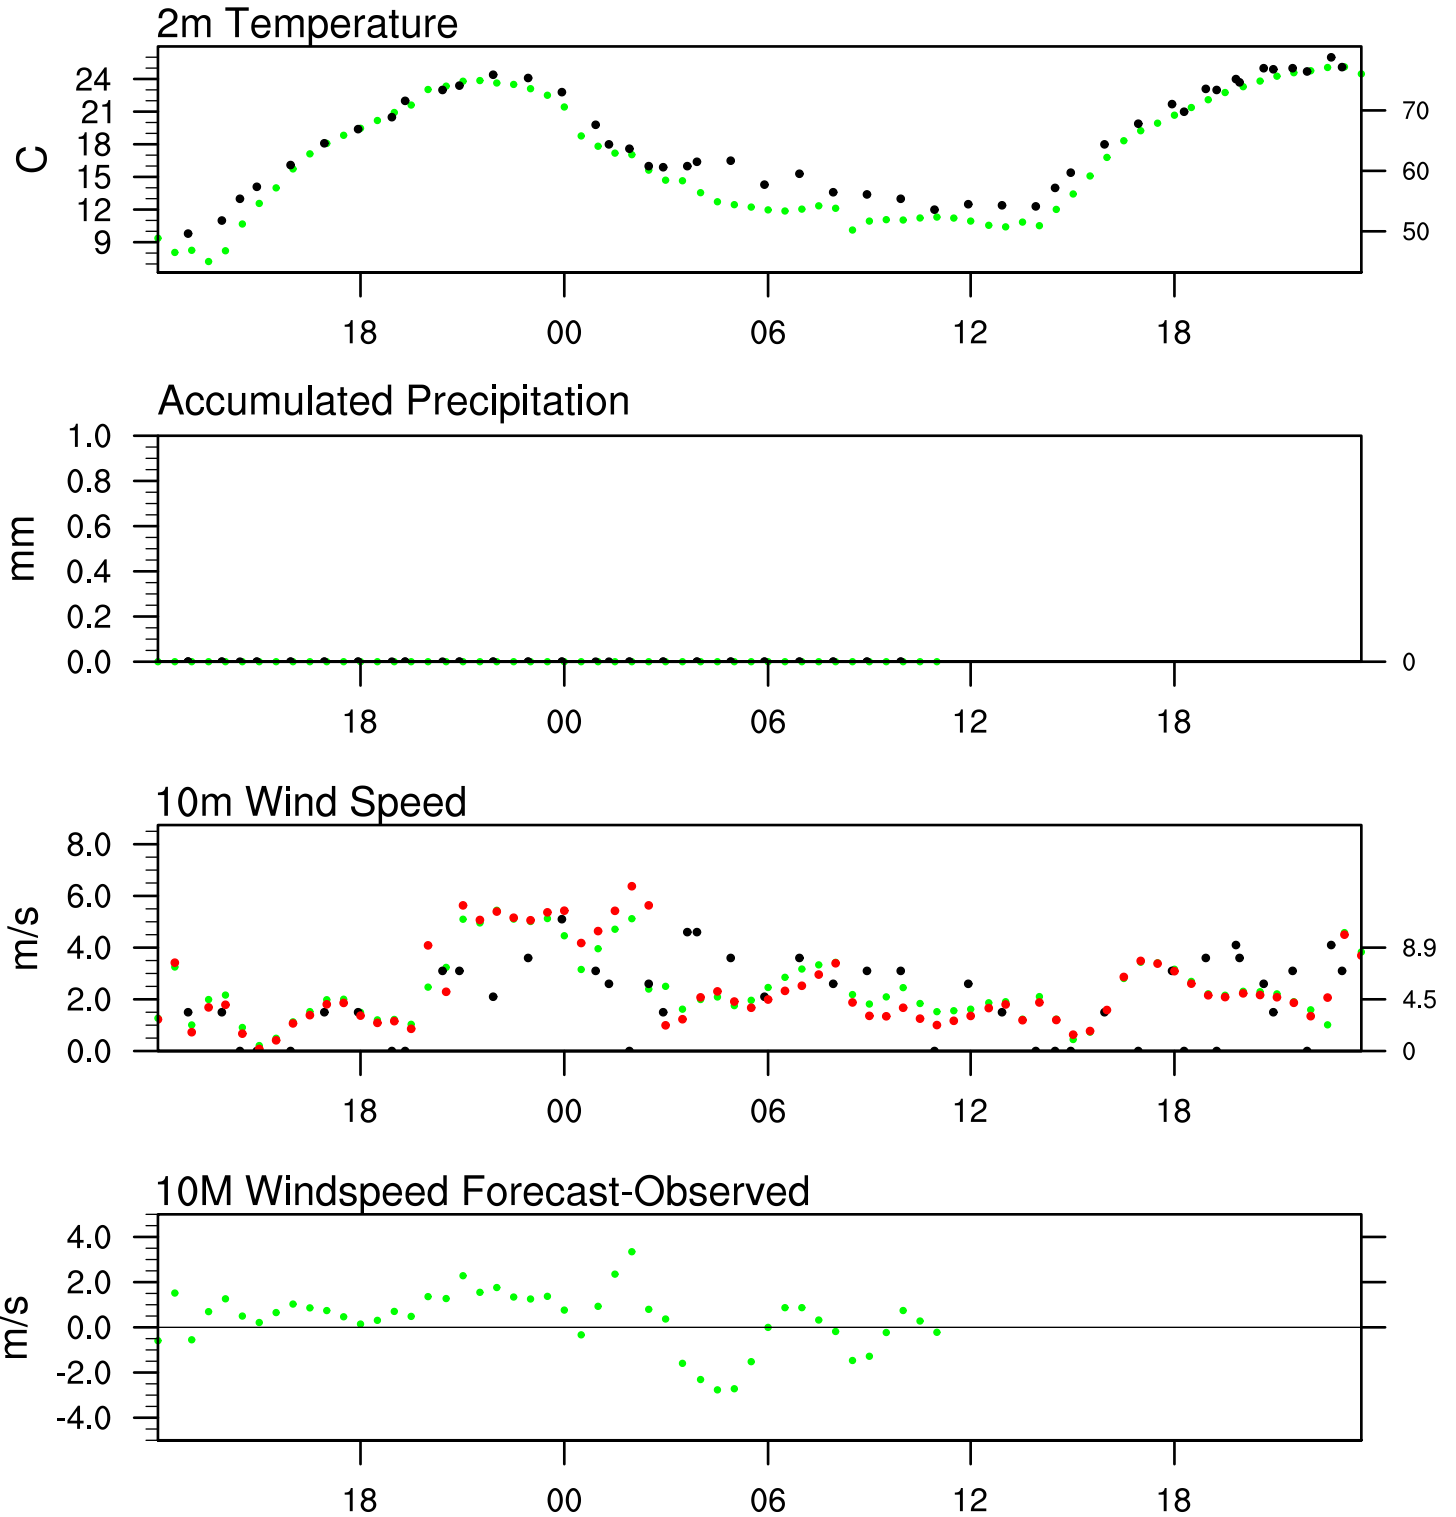 2m Temperature
24
21
18
15
12
9
C
70
60
50
18 00 06 12 18
Accumulated Precipitation
1.0
0.8
0.6
0.4
0.2
0.0
mm
0
18 00 06 12 18
10m Wind Speed
8.0
6.0
4.0
2.0
0.0
m/s
8.9
4.5
0
18 00 06 12 18
10M Windspeed Forecast-Observed
4.0
2.0
0.0
-2.0
-4.0
m/s
18 00 06 12 18